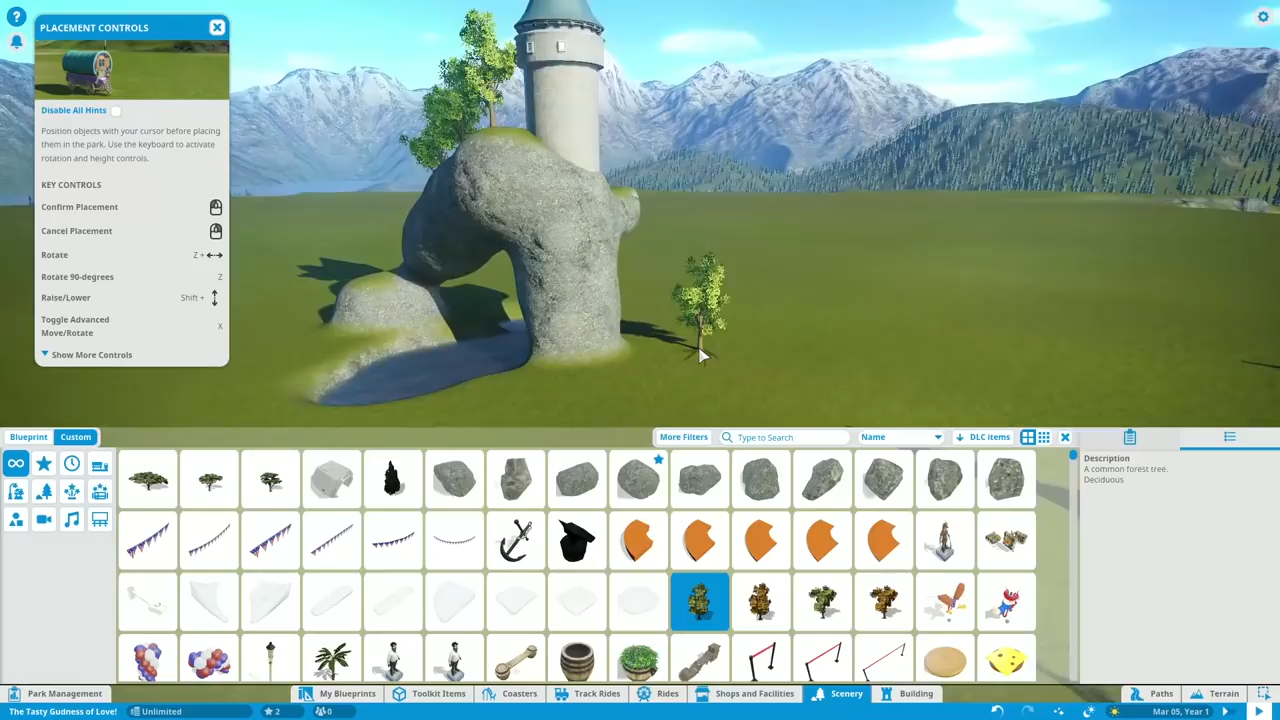 PLACEMENT CONTROLS
Disable All Hints
Position objects with your cursor before placing
them in the park. Use the keyboard to activate
rotation and height controls.
KEY CONTROLS
Confirm Placement
Cancel Placement
Rotate Z +
Rotate 90-degrees Z
Raise/Lower Shift +
Toggle Advanced
Move/Rotate X
Show More Controls
Blueprint Custom More Filters Type to Search Name DLC items
Description
A common forest tree.
Deciduous
Park Management My Blueprints Toolkit Items Coasters Track Rides Rides Shops and Facilities Scenery Building Paths Terrain
The Tasty Gudness of Love! Unlimited 2 0 Mar 05, Year 1